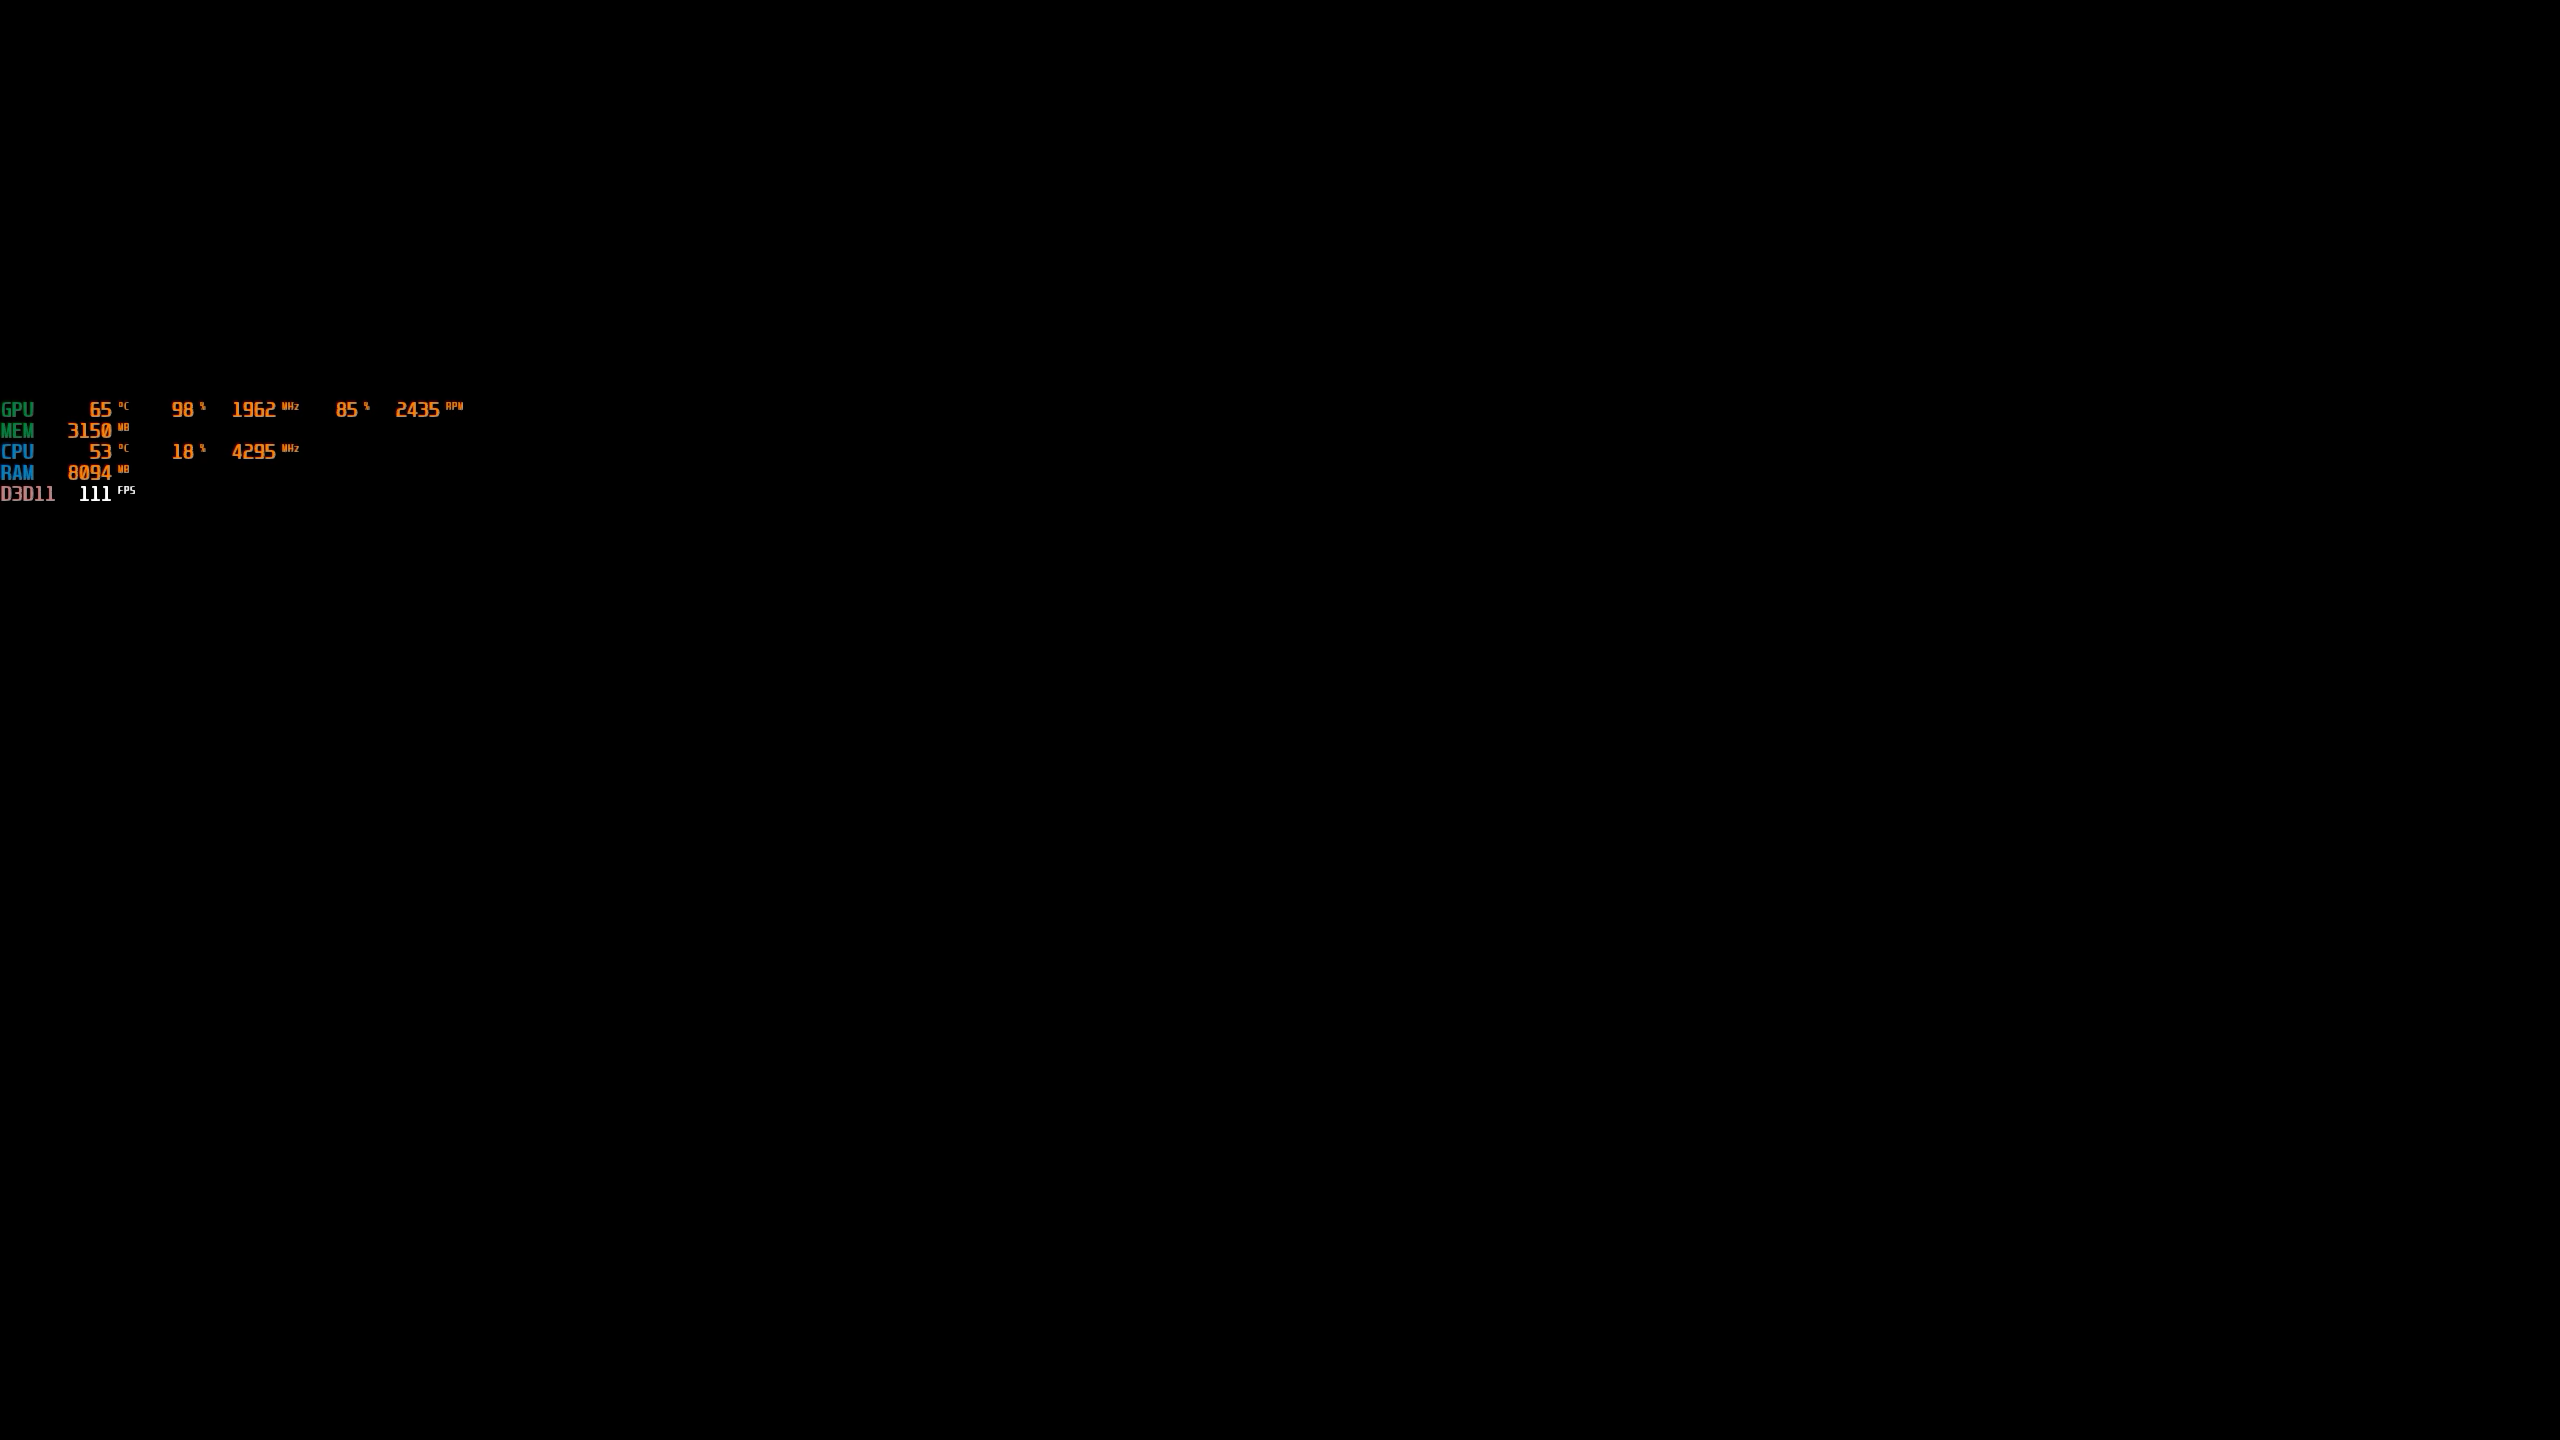 GPU 65 °C 98 % 1962 MHz 85 % 2435 RPM
MEM 3150 MB
CPU 53 °C 18 % 4295 MHz
RAM 8094 MB
D3D11 111 FPS